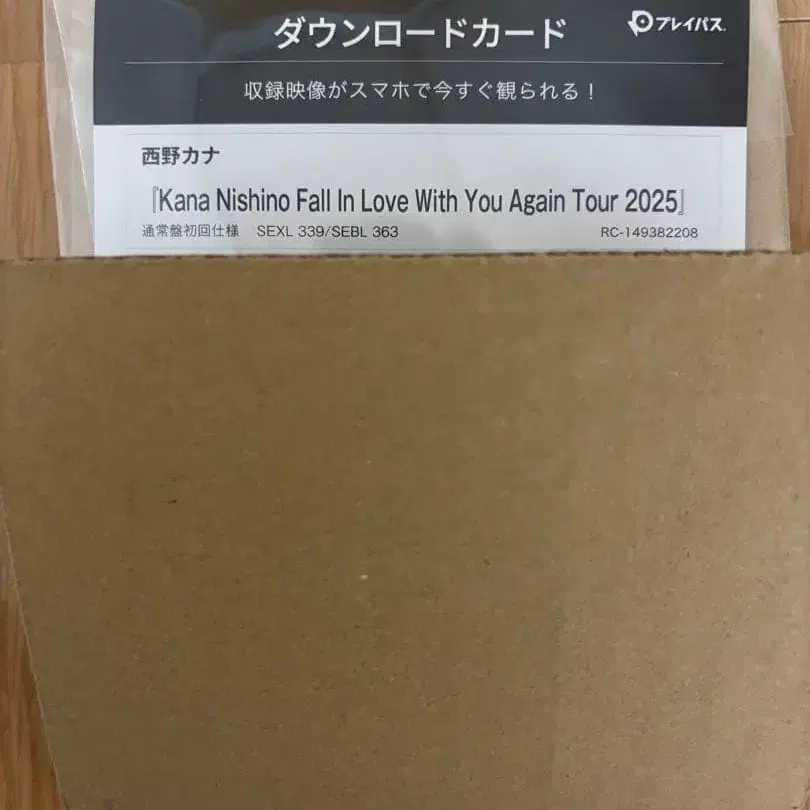 ダウンロードカード
プレイパス
収録映像がスマホで今すぐ観られる!
西野カナ
『Kana Nishino Fall In Love With You Again Tour 2025』
通常盤初回仕様 SEXL 339/SEBL 363 RC-149382208